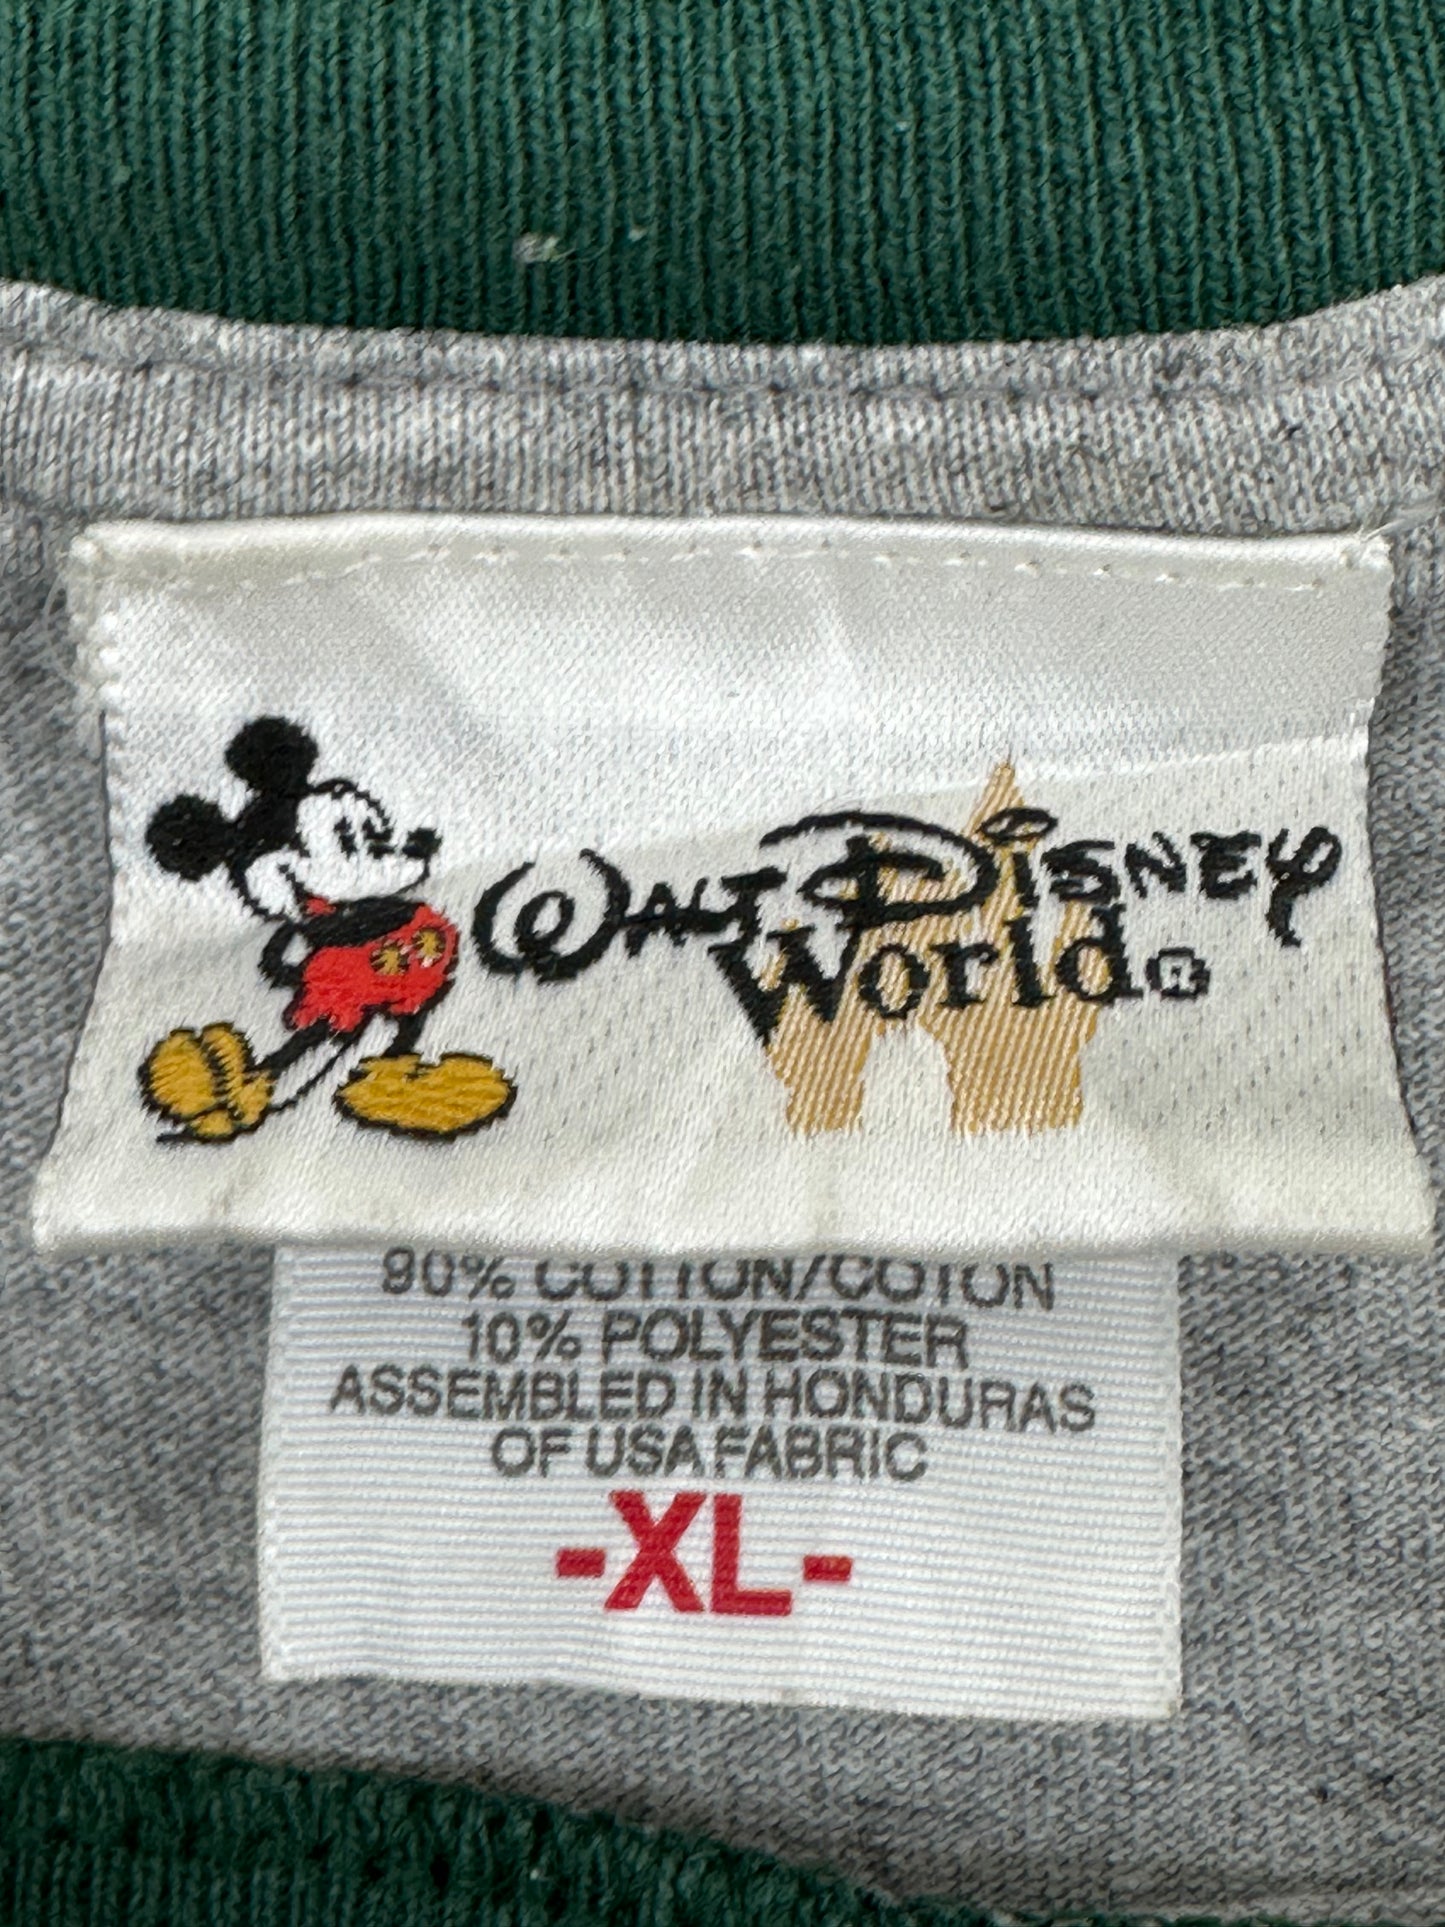 WALT DISNEY
World®
90% COTTON/COTON
10% POLYESTER
ASSEMBLED IN HONDURAS
OF USA FABRIC
-XL-